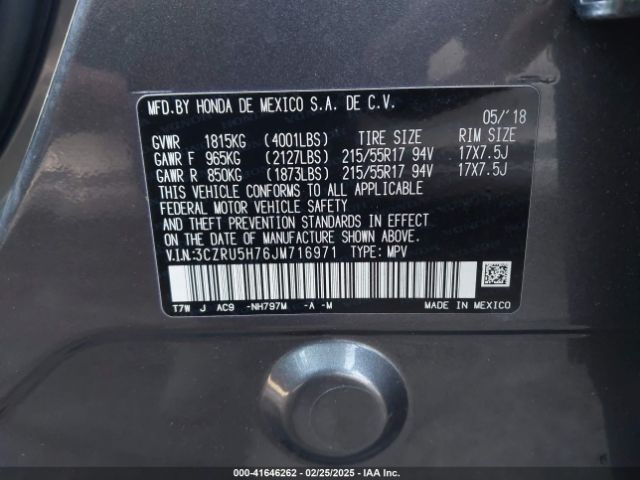 MFD.BY HONDA DE MEXICO S.A. DE C.V.
05/'18
GVWR 1815KG (4001LBS) TIRE SIZE RIM SIZE
GAWR F 965KG (2127LBS) 215/55R17 94V 17X7.5J
GAWR R 850KG (1873LBS) 215/55R17 94V 17X7.5J
THIS VEHICLE CONFORMS TO ALL APPLICABLE
FEDERAL MOTOR VEHICLE SAFETY
AND THEFT PREVENTION STANDARDS IN EFFECT
ON THE DATE OF MANUFACTURE SHOWN ABOVE.
V.I.N:3CZRU5H76JM716971 TYPE: MPV
T7W J AC9 -NH797M -A -M MADE IN MEXICO
000-41646262 - 02/25/2025 - IAA Inc.